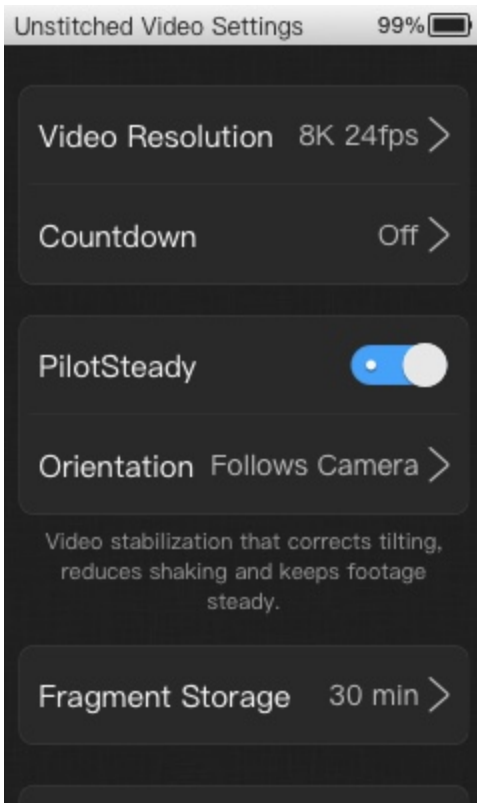 Unstitched Video Settings 99%
Video Resolution 8K 24fps
Countdown Off
PilotSteady
Orientation Follows Camera
Video stabilization that corrects tilting,
reduces shaking and keeps footage
steady.
Fragment Storage 30 min